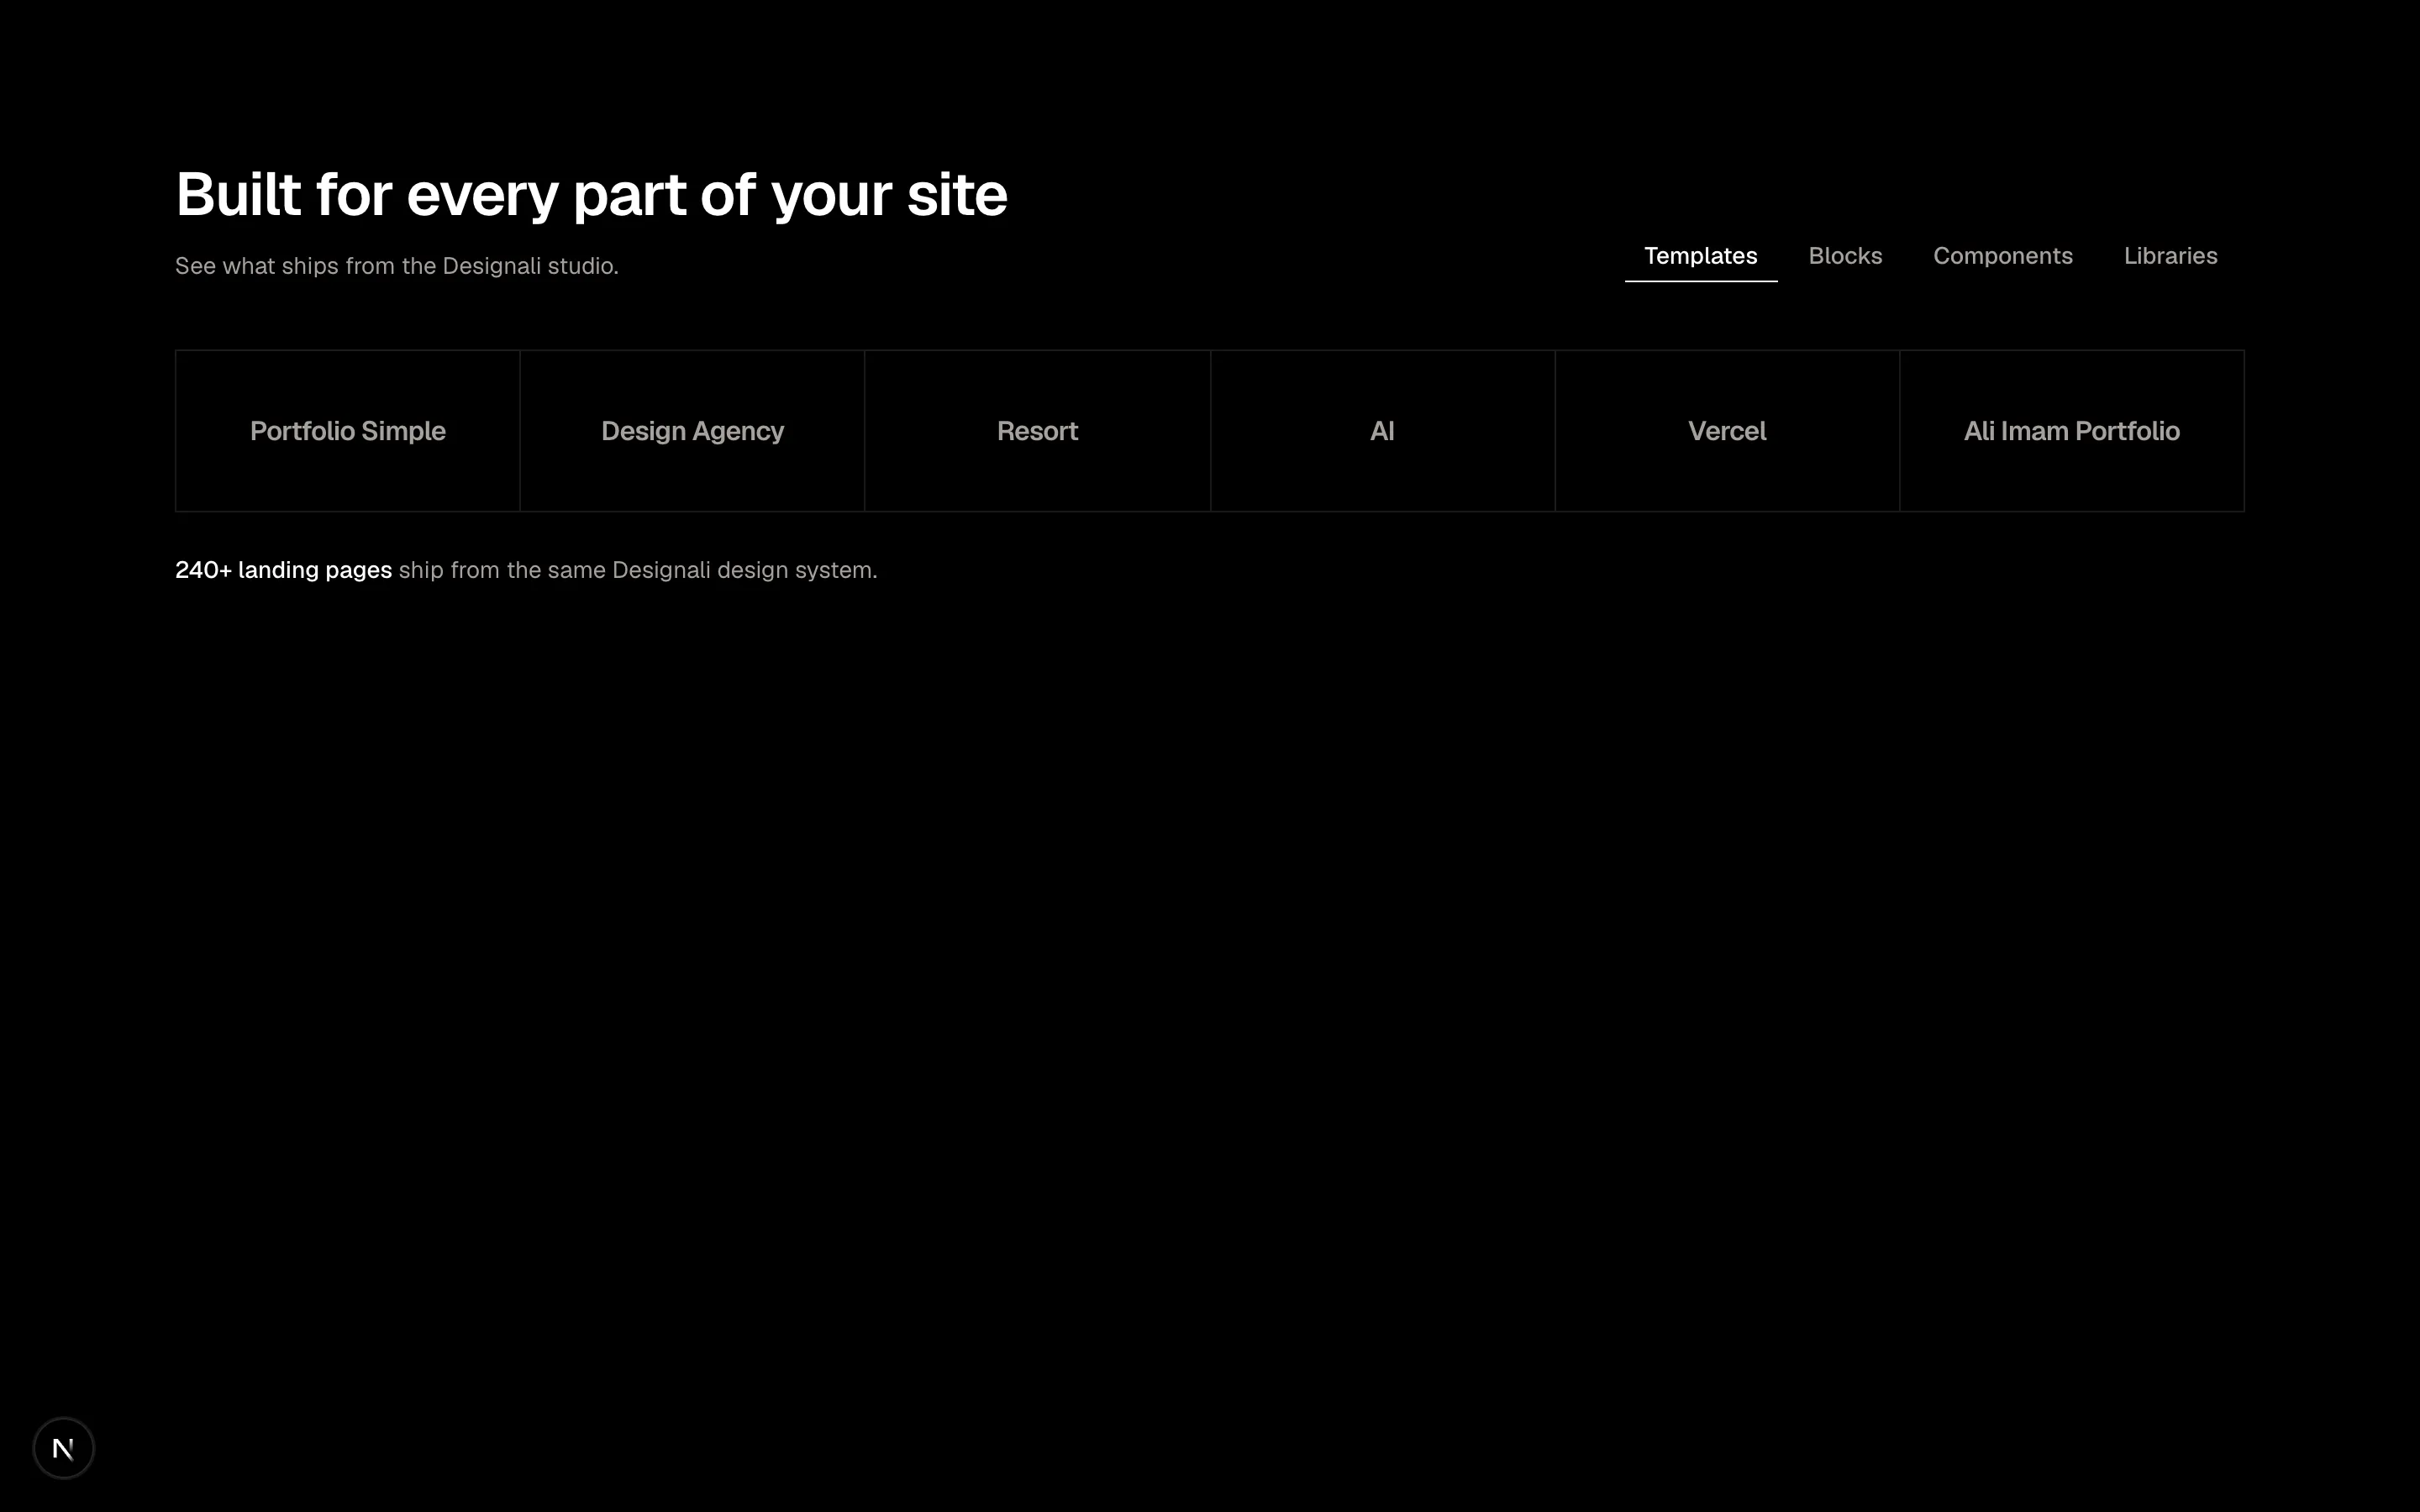 Built for every part of your site
See what ships from the Designali studio.
Templates Blocks Components Libraries
Portfolio Simple Design Agency Resort AI Vercel Ali Imam Portfolio
240+ landing pages ship from the same Designali design system.
N